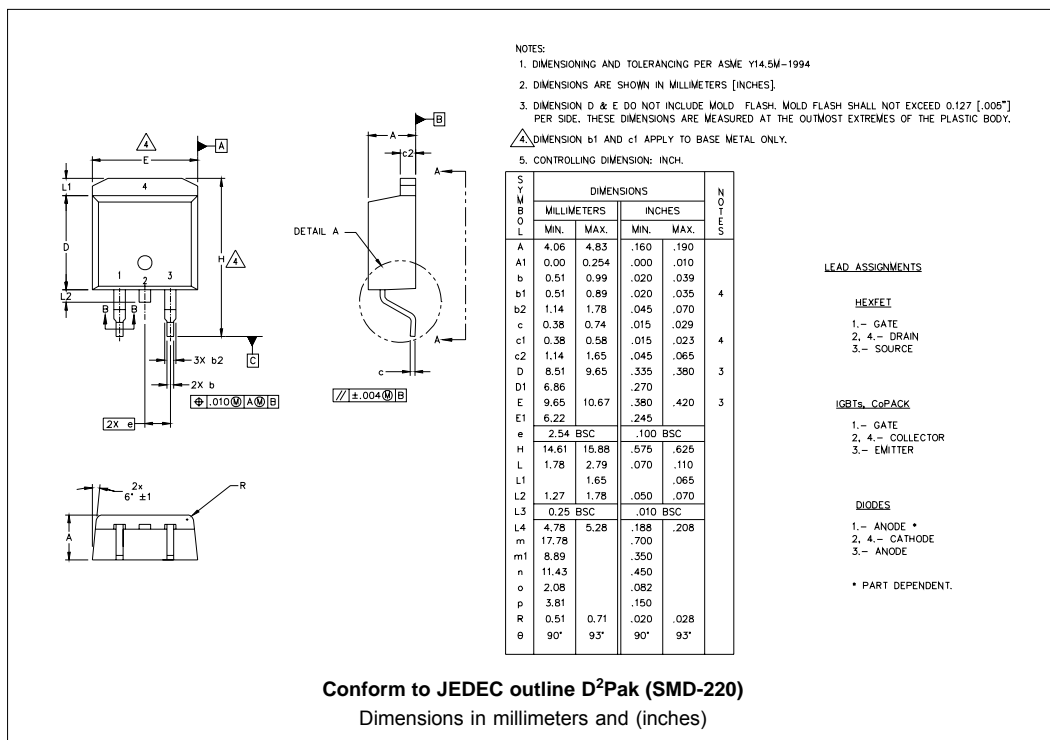 NOTES:
1. DIMENSIONING AND TOLERANCING PER ASME Y14.5M-1994
2. DIMENSIONS ARE SHOWN IN MILLIMETERS [INCHES].
3. DIMENSION D & E DO NOT INCLUDE MOLD FLASH. MOLD FLASH SHALL NOT EXCEED 0.127 [.005"]
PER SIDE. THESE DIMENSIONS ARE MEASURED AT THE OUTMOST EXTREMES OF THE PLASTIC BODY.
4. DIMENSION b1 AND c1 APPLY TO BASE METAL ONLY.
5. CONTROLLING DIMENSION: INCH.
4
E
A
L1
4
D
H 4
1 2 3
L2
B B
C
3X b2
2X b
⌖ .010Ⓜ AⓂ B
2X e
A
B
c2
A
DETAIL A
A
c
// ±.004Ⓜ B
2x
6° ±1
R
A
SYMBOL DIMENSIONS NOTES
MILLIMETERS INCHES
MIN. MAX. MIN. MAX.
A 4.06 4.83 .160 .190
A1 0.00 0.254 .000 .010
b 0.51 0.99 .020 .039
b1 0.51 0.89 .020 .035 4
b2 1.14 1.78 .045 .070
c 0.38 0.74 .015 .029
c1 0.38 0.58 .015 .023 4
c2 1.14 1.65 .045 .065
D 8.51 9.65 .335 .380 3
D1 6.86 .270
E 9.65 10.67 .380 .420 3
E1 6.22 .245
e 2.54 BSC .100 BSC
H 14.61 15.88 .575 .625
L 1.78 2.79 .070 .110
L1 1.65 .065
L2 1.27 1.78 .050 .070
L3 0.25 BSC .010 BSC
L4 4.78 5.28 .188 .208
m 17.78 .700
m1 8.89 .350
n 11.43 .450
o 2.08 .082
p 3.81 .150
R 0.51 0.71 .020 .028
θ 90° 93° 90° 93°
LEAD ASSIGNMENTS
HEXFET
1.- GATE
2, 4.- DRAIN
3.- SOURCE
IGBTs, CoPACK
1.- GATE
2, 4.- COLLECTOR
3.- EMITTER
DIODES
1.- ANODE *
2, 4.- CATHODE
3.- ANODE
* PART DEPENDENT.
Conform to JEDEC outline D²Pak (SMD-220)
Dimensions in millimeters and (inches)